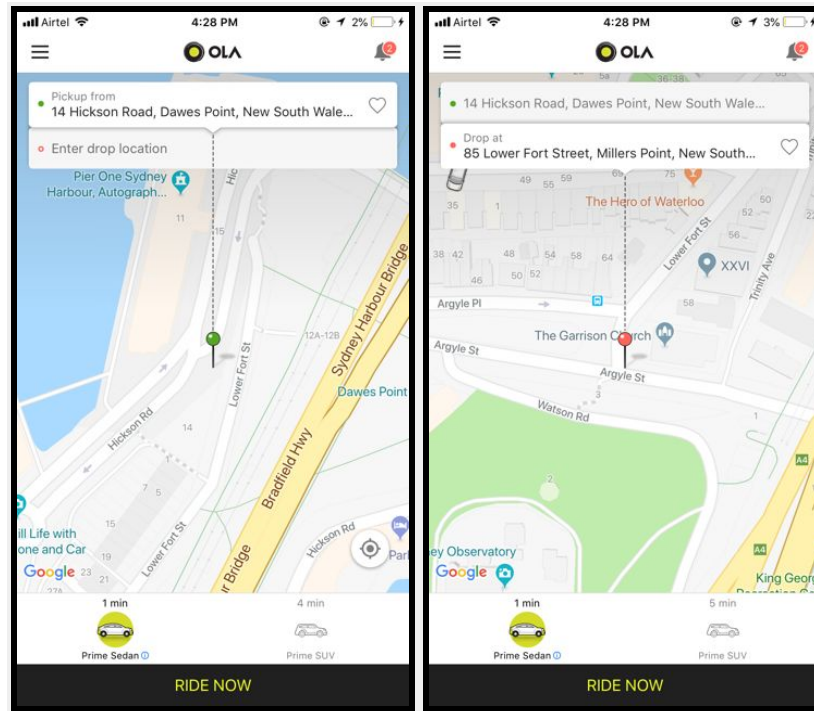 Airtel 4:28 PM 2%
OLA
2
Pickup from
14 Hickson Road, Dawes Point, New South Wale...
Enter drop location
Pier One Sydney
Harbour, Autograph...
Hic
11
15
12A-12B
Sydney Harbour Bridge
Lower Fort St
Dawes Point
Hickson Rd
14
Bradfield Hwy
7
5
ill Life with
one and Car
15
19
Lower Fort St
Hickson Rd
Par
Google
23
21
27A
r Bridge
1 min
4 min
Prime Sedan
Prime SUV
RIDE NOW
Airtel 4:28 PM 3%
OLA
2
5a
36-38
14 Hickson Road, Dawes Point, New South Wale...
Drop at
85 Lower Fort Street, Millers Point, New South...
49
55
59
75
35
1
The Hero of Waterloo
50
52
22
Lower Fort St
56
38
42
48
54
58
64
XXVI
46
50
52
Trinity Ave
Argyle Pl
58
The Garrison Church
Argyle St
Argyle St
3
Watson Rd
1
A4
2
ey Observatory
A4
Google
King Georg
1 min
5 min
Prime Sedan
Prime SUV
RIDE NOW